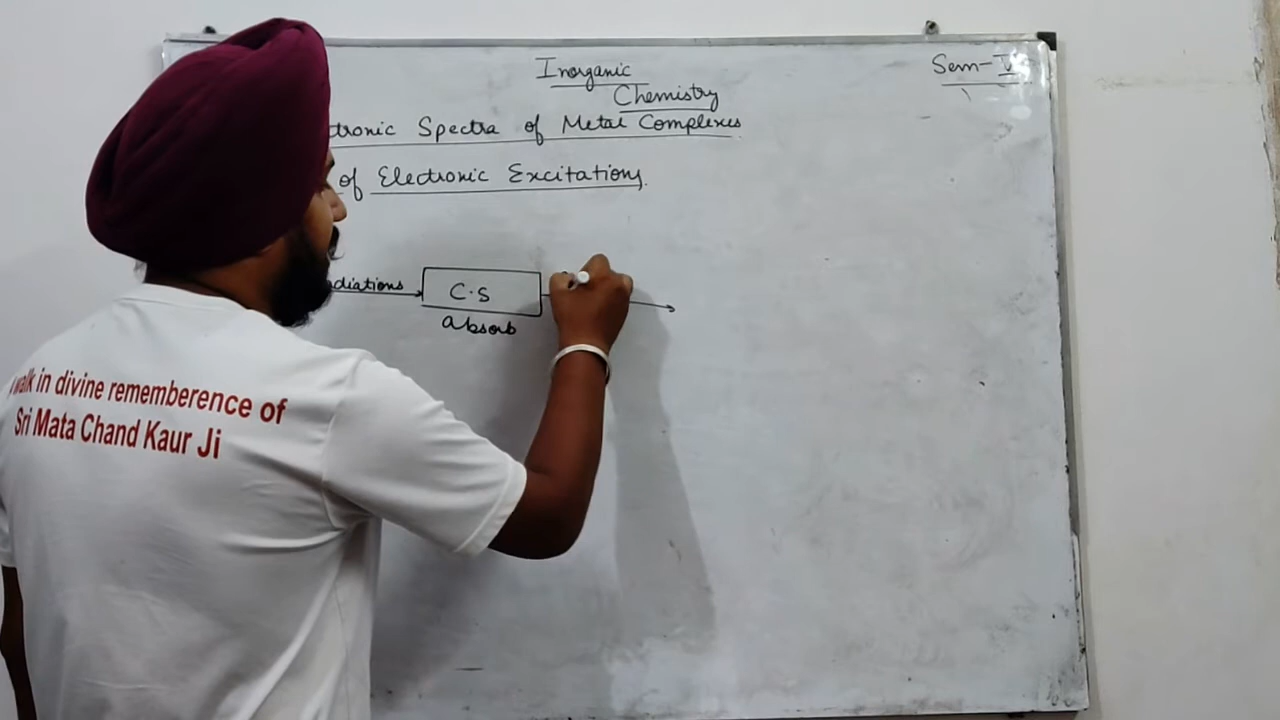 Inorganic
Chemistry
Sem-
tronic Spectra of Metal Complexes
of Electronic Excitations.
diations
C.S
absorb
walk in divine rememberence of
Sri Mata Chand Kaur Ji